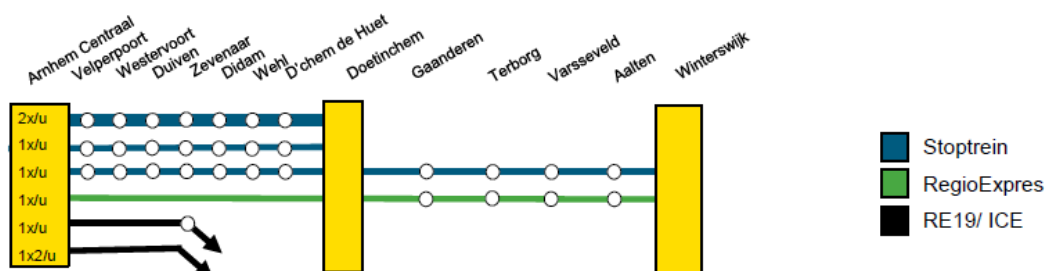 Arnhem Centraal
Velperpoort
Westervoort
Duiven
Zevenaar
Didam
Wehl
D'chem de Huet
Doetinchem
Gaanderen
Terborg
Varsseveld
Aalten
Winterswijk
2x/u
1x/u
1x/u
1x/u
1x/u
1x2/u
Stoptrein
RegioExpres
RE19/ ICE